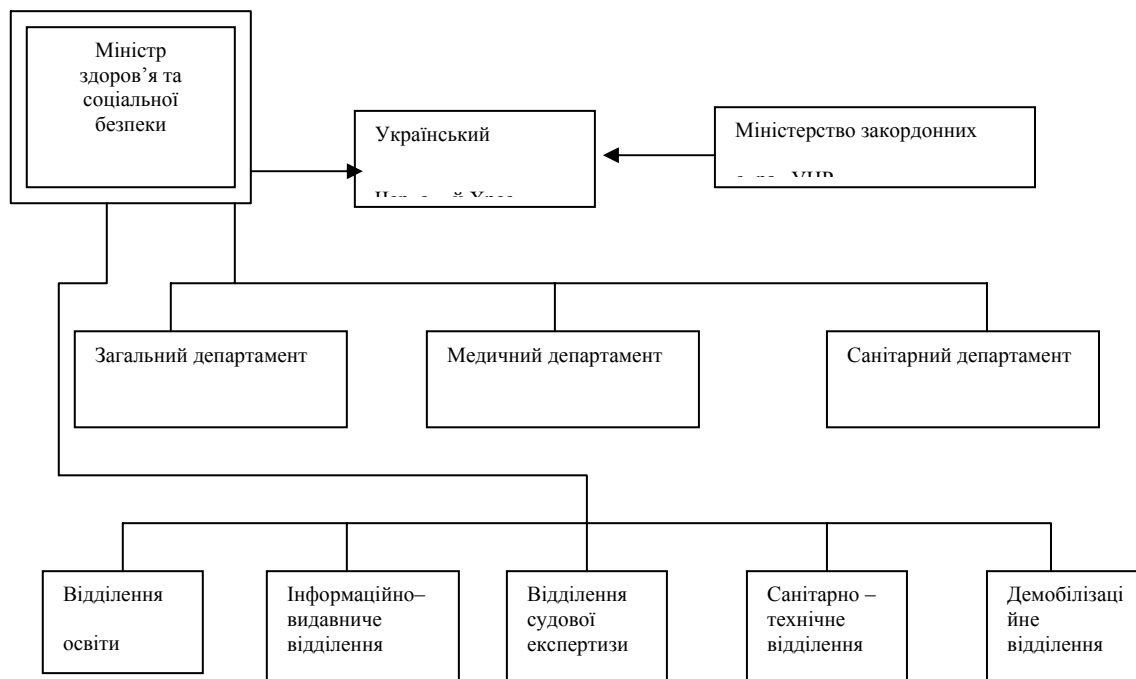 Міністр
здоров’я та
соціальної
безпеки
Український
Міністерство закордонних
УНР
Загальний департамент
Медичний департамент
Санітарний департамент
Відділення
освіти
Інформаційно–
видавниче
відділення
Відділення
судової
експертизи
Санітарно –
технічне
відділення
Демобілізаці
йне
відділення